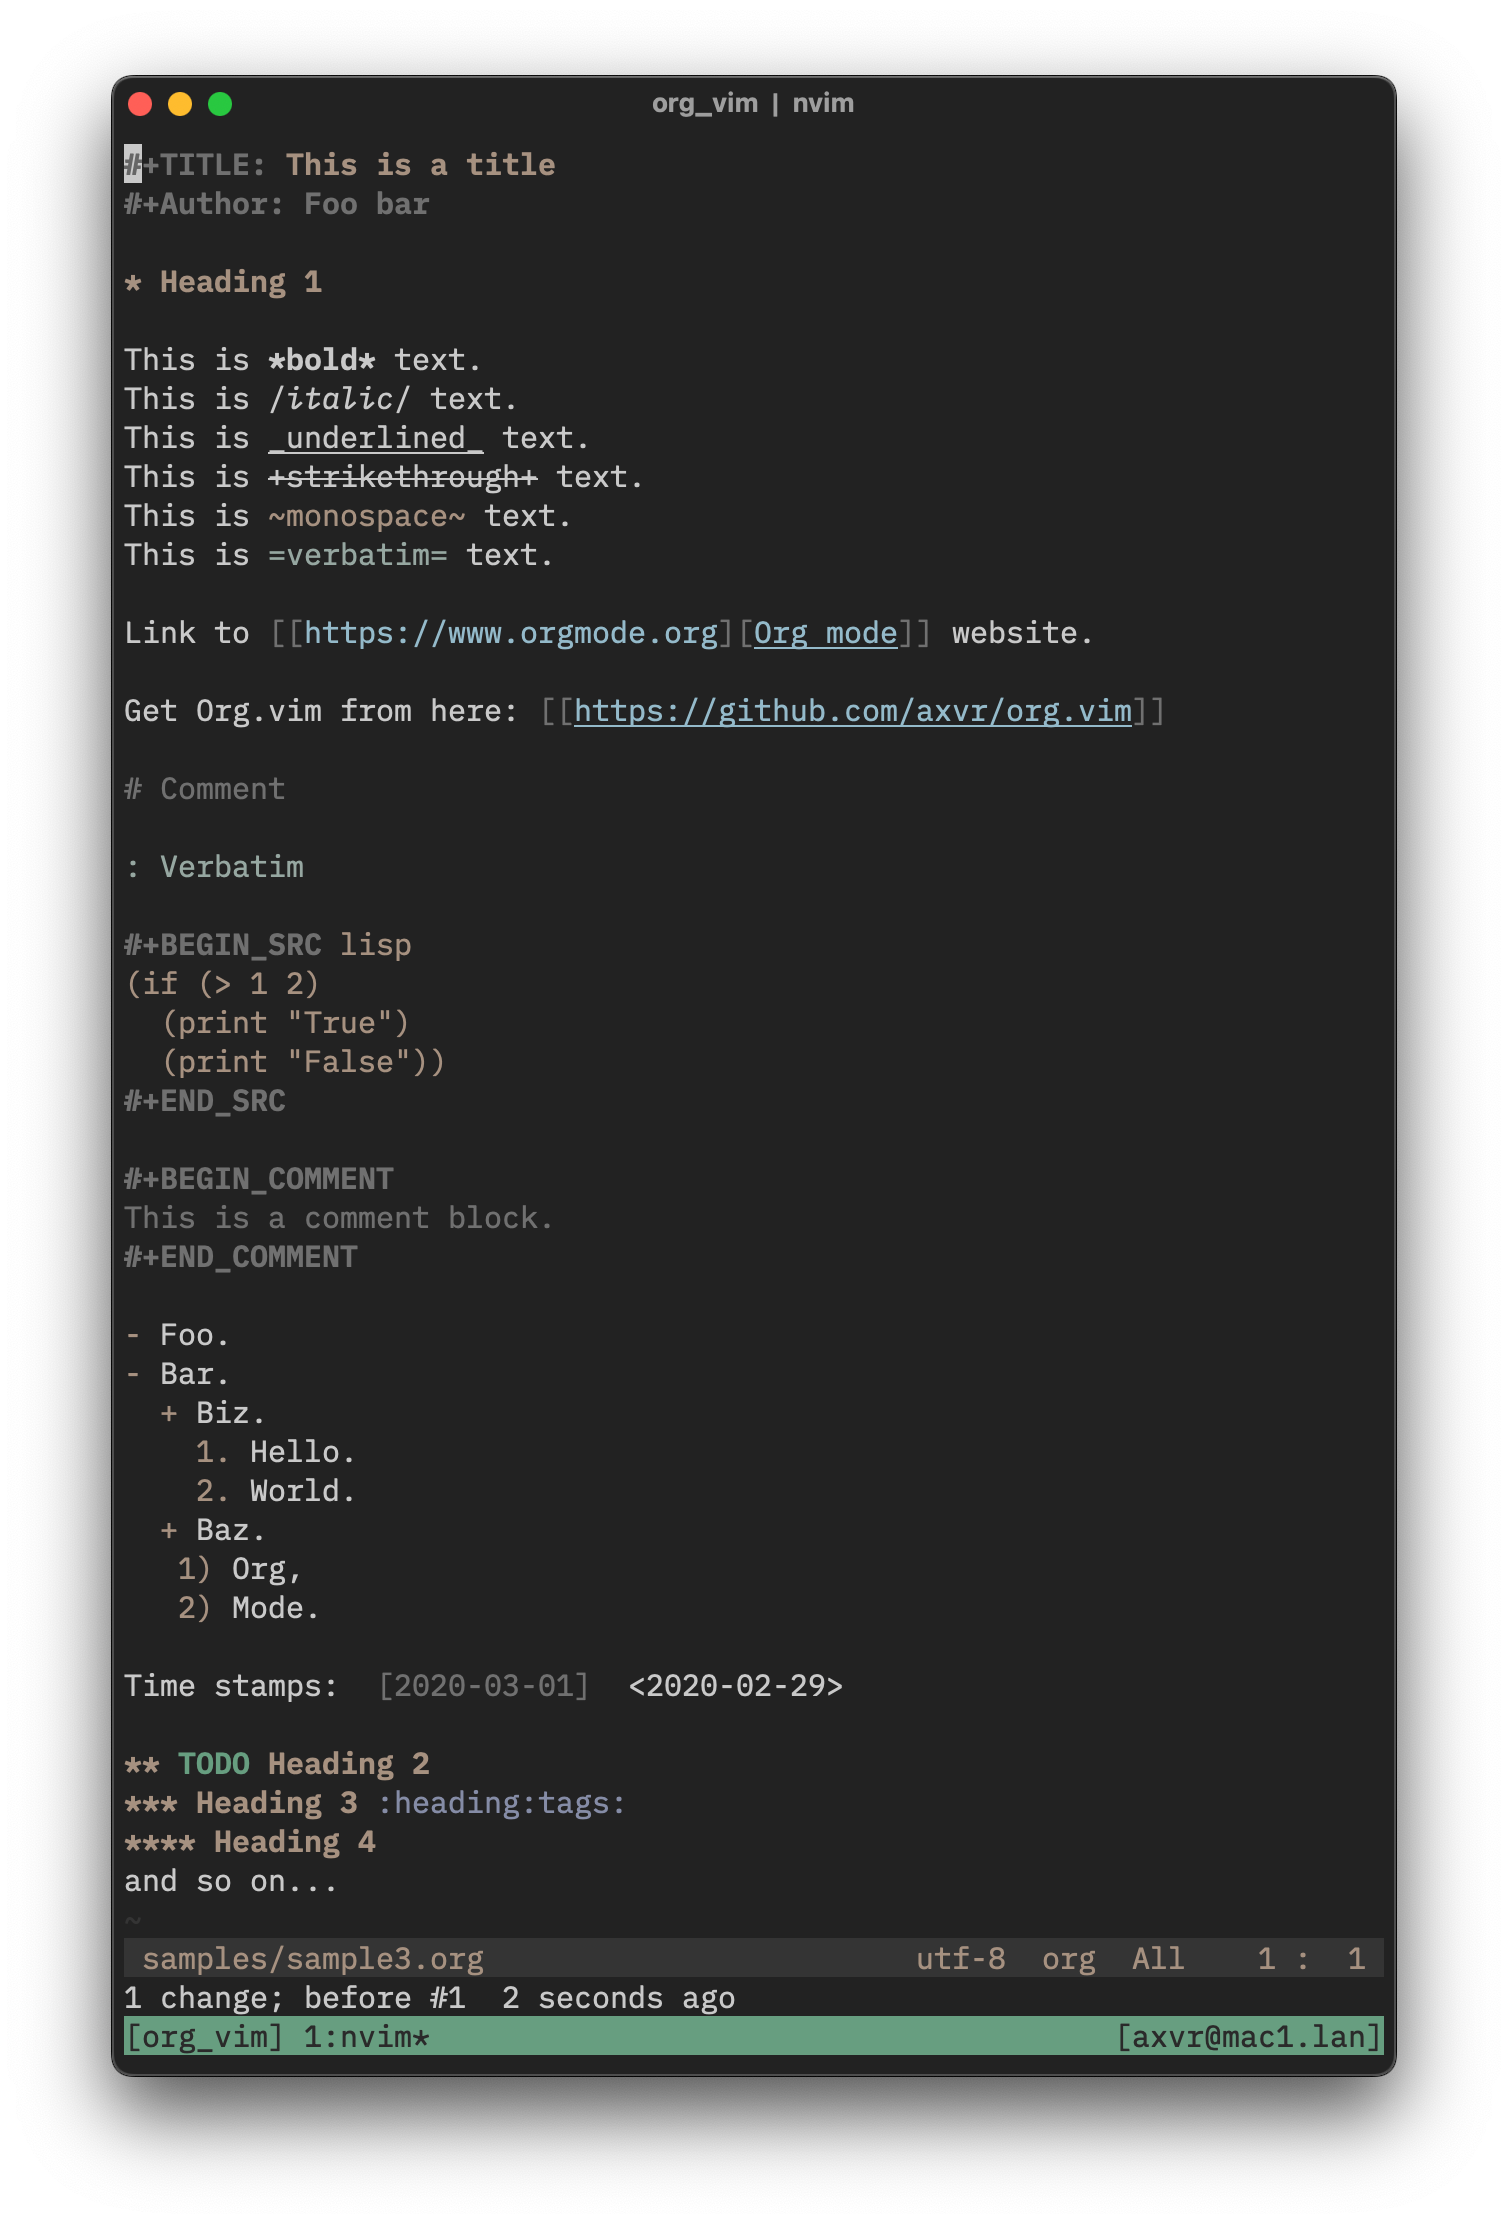 org_vim | nvim
#+TITLE: This is a title
#+Author: Foo bar

* Heading 1

This is *bold* text.
This is /italic/ text.
This is _underlined_ text.
This is +strikethrough+ text.
This is ~monospace~ text.
This is =verbatim= text.

Link to [[https://www.orgmode.org][Org mode]] website.

Get Org.vim from here: [[https://github.com/axvr/org.vim]]

# Comment

: Verbatim

#+BEGIN_SRC lisp
(if (> 1 2)
  (print "True")
  (print "False"))
#+END_SRC

#+BEGIN_COMMENT
This is a comment block.
#+END_COMMENT

- Foo.
- Bar.
  + Biz.
    1. Hello.
    2. World.
  + Baz.
   1) Org,
   2) Mode.

Time stamps:  [2020-03-01]  <2020-02-29>

** TODO Heading 2
*** Heading 3 :heading:tags:
**** Heading 4
and so on...
~
 samples/sample3.org                        utf-8  org  All    1 :  1
1 change; before #1  2 seconds ago
[org_vim] 1:nvim*                                      [axvr@mac1.lan]